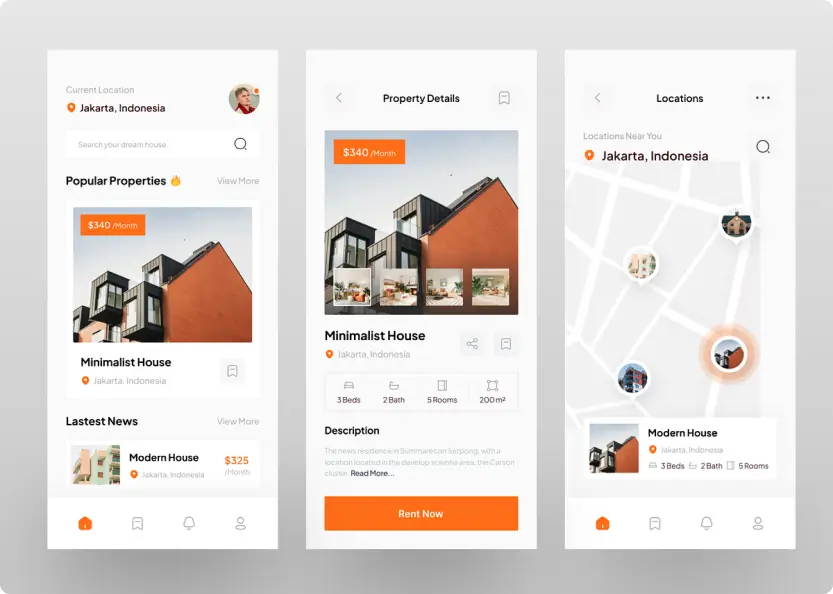 Current Location
Jakarta, Indonesia
Search your dream house
Popular Properties
View More
$340 /Month
Minimalist House
Jakarta, Indonesia
Lastest News
View More
Modern House
$325
Jakarta, Indonesia
/Month
Property Details
$340 /Month
Minimalist House
Jakarta, Indonesia
3 Beds
2 Bath
5 Rooms
200 m²
Description
The news residence in Summarecon Serpong, with a
location located in the develop scientia area, the Carson
cluster. Read More...
Rent Now
Locations
Locations Near You
Jakarta, Indonesia
Modern House
Jakarta, Indonesia
3 Beds 2 Bath 5 Rooms